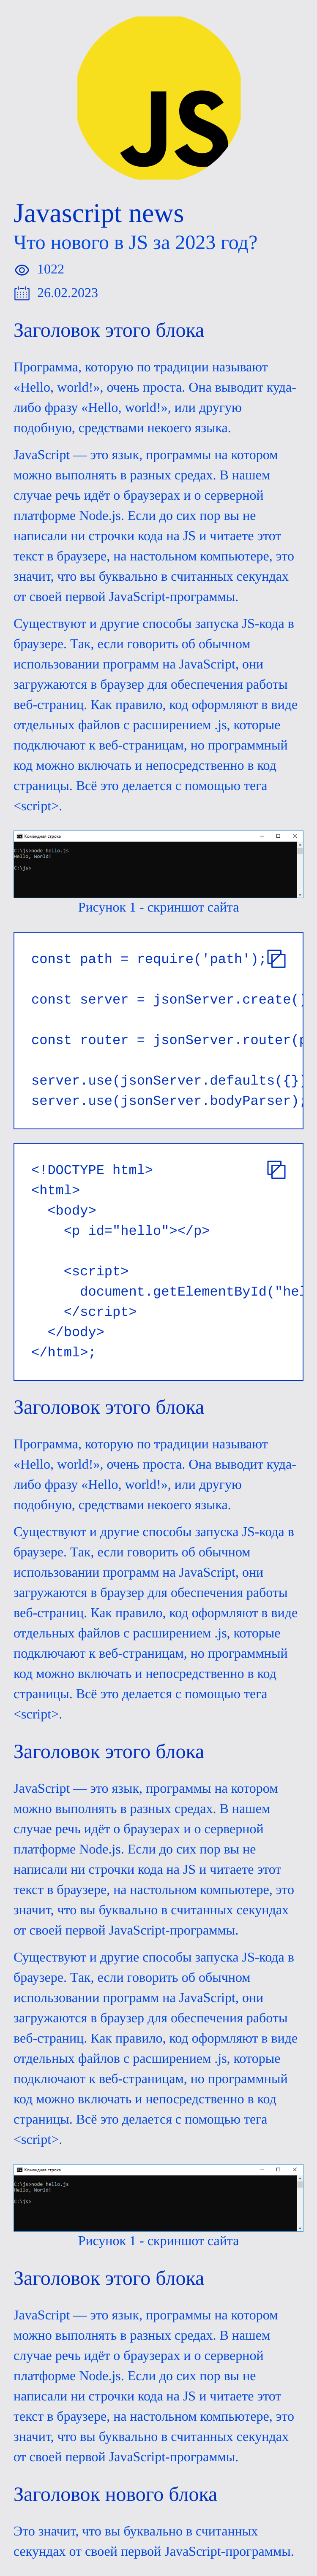 JS
Javascript news
Что нового в JS за 2023 год?
1022
26.02.2023
Заголовок этого блока
Программа, которую по традиции называют
«Hello, world!», очень проста. Она выводит куда-
либо фразу «Hello, world!», или другую
подобную, средствами некоего языка.
JavaScript — это язык, программы на котором
можно выполнять в разных средах. В нашем
случае речь идёт о браузерах и о серверной
платформе Node.js. Если до сих пор вы не
написали ни строчки кода на JS и читаете этот
текст в браузере, на настольном компьютере, это
значит, что вы буквально в считанных секундах
от своей первой JavaScript-программы.
Существуют и другие способы запуска JS-кода в
браузере. Так, если говорить об обычном
использовании программ на JavaScript, они
загружаются в браузер для обеспечения работы
веб-страниц. Как правило, код оформляют в виде
отдельных файлов с расширением .js, которые
подключают к веб-страницам, но программный
код можно включать и непосредственно в код
страницы. Всё это делается с помощью тега
<script>.
Командная строка
C:\js>node hello.js
Hello, World!
C:\js>
Рисунок 1 - скриншот сайта
const path = require('path');
const server = jsonServer.create()
const router = jsonServer.router(p
server.use(jsonServer.defaults({})
server.use(jsonServer.bodyParser);
<!DOCTYPE html>
<html>
<body>
<p id="hello"></p>
<script>
document.getElementById("hel
</script>
</body>
</html>;
Заголовок этого блока
Программа, которую по традиции называют
«Hello, world!», очень проста. Она выводит куда-
либо фразу «Hello, world!», или другую
подобную, средствами некоего языка.
Существуют и другие способы запуска JS-кода в
браузере. Так, если говорить об обычном
использовании программ на JavaScript, они
загружаются в браузер для обеспечения работы
веб-страниц. Как правило, код оформляют в виде
отдельных файлов с расширением .js, которые
подключают к веб-страницам, но программный
код можно включать и непосредственно в код
страницы. Всё это делается с помощью тега
<script>.
Заголовок этого блока
JavaScript — это язык, программы на котором
можно выполнять в разных средах. В нашем
случае речь идёт о браузерах и о серверной
платформе Node.js. Если до сих пор вы не
написали ни строчки кода на JS и читаете этот
текст в браузере, на настольном компьютере, это
значит, что вы буквально в считанных секундах
от своей первой JavaScript-программы.
Существуют и другие способы запуска JS-кода в
браузере. Так, если говорить об обычном
использовании программ на JavaScript, они
загружаются в браузер для обеспечения работы
веб-страниц. Как правило, код оформляют в виде
отдельных файлов с расширением .js, которые
подключают к веб-страницам, но программный
код можно включать и непосредственно в код
страницы. Всё это делается с помощью тега
<script>.
Командная строка
C:\js>node hello.js
Hello, World!
C:\js>
Рисунок 1 - скриншот сайта
Заголовок этого блока
JavaScript — это язык, программы на котором
можно выполнять в разных средах. В нашем
случае речь идёт о браузерах и о серверной
платформе Node.js. Если до сих пор вы не
написали ни строчки кода на JS и читаете этот
текст в браузере, на настольном компьютере, это
значит, что вы буквально в считанных секундах
от своей первой JavaScript-программы.
Заголовок нового блока
Это значит, что вы буквально в считанных
секундах от своей первой JavaScript-программы.